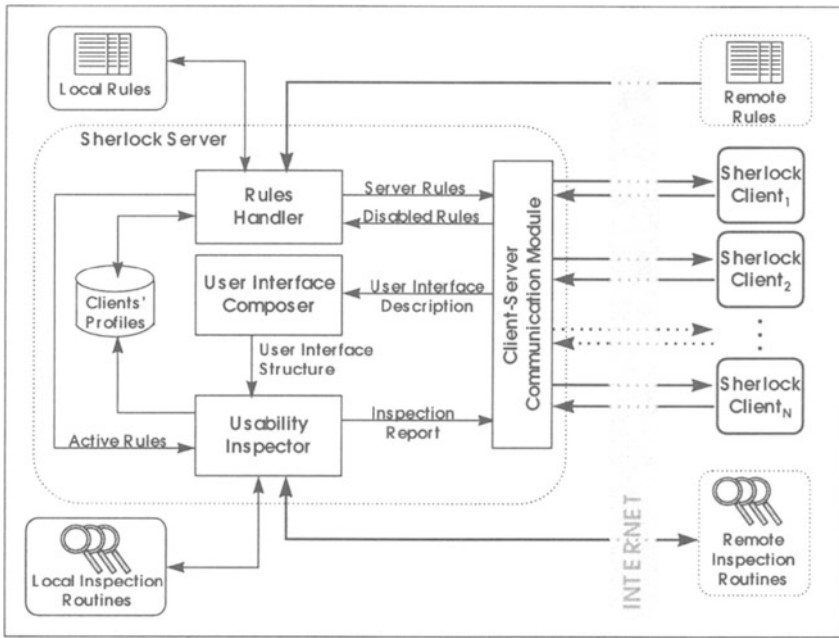 Local Rules
Remote
Rules
Sherlock Server
Rules
Handler
Server Rules
Disabled Rules
Sherlock
Client1
Clients'
Profiles
User Interface
Composer
User Interface
Description
Client-Server
Communication Module
Sherlock
Client2
User Interface
Structure
Sherlock
ClientN
Active Rules
Usability
Inspector
Inspection
Report
INTERNET
Local Inspection
Routines
Remote
Inspection
Routines